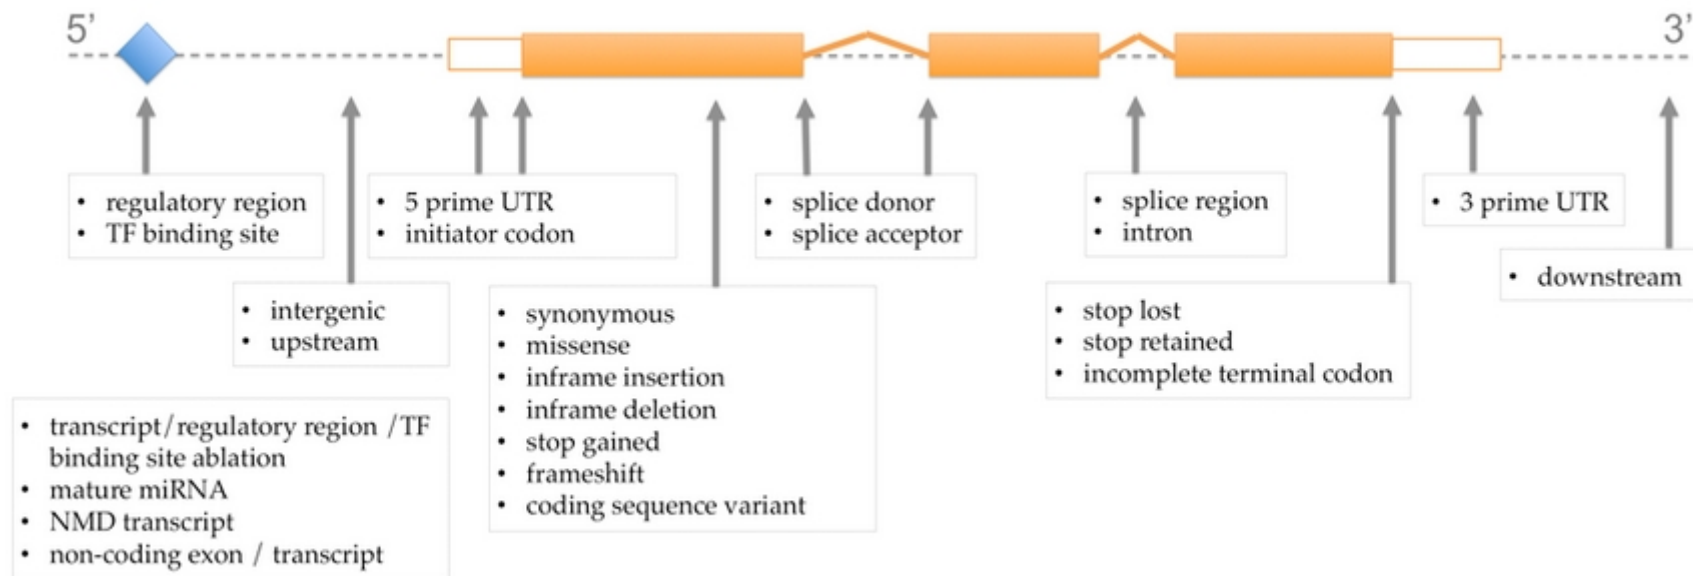 5’
3’
• regulatory region
• TF binding site
• 5 prime UTR
• initiator codon
• splice donor
• splice acceptor
• splice region
• intron
• 3 prime UTR
• downstream
• intergenic
• upstream
• synonymous
• missense
• inframe insertion
• inframe deletion
• stop gained
• frameshift
• coding sequence variant
• stop lost
• stop retained
• incomplete terminal codon
• transcript/regulatory region /TF
binding site ablation
• mature miRNA
• NMD transcript
• non-coding exon / transcript